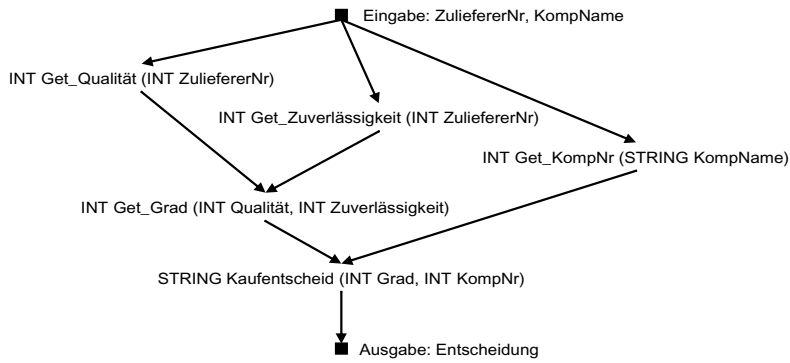 Eingabe: ZuliefererNr, KompName
INT Get_Qualität (INT ZuliefererNr)
INT Get_Zuverlässigkeit (INT ZuliefererNr)
INT Get_KompNr (STRING KompName)
INT Get_Grad (INT Qualität, INT Zuverlässigkeit)
STRING Kaufentscheid (INT Grad, INT KompNr)
Ausgabe: Entscheidung